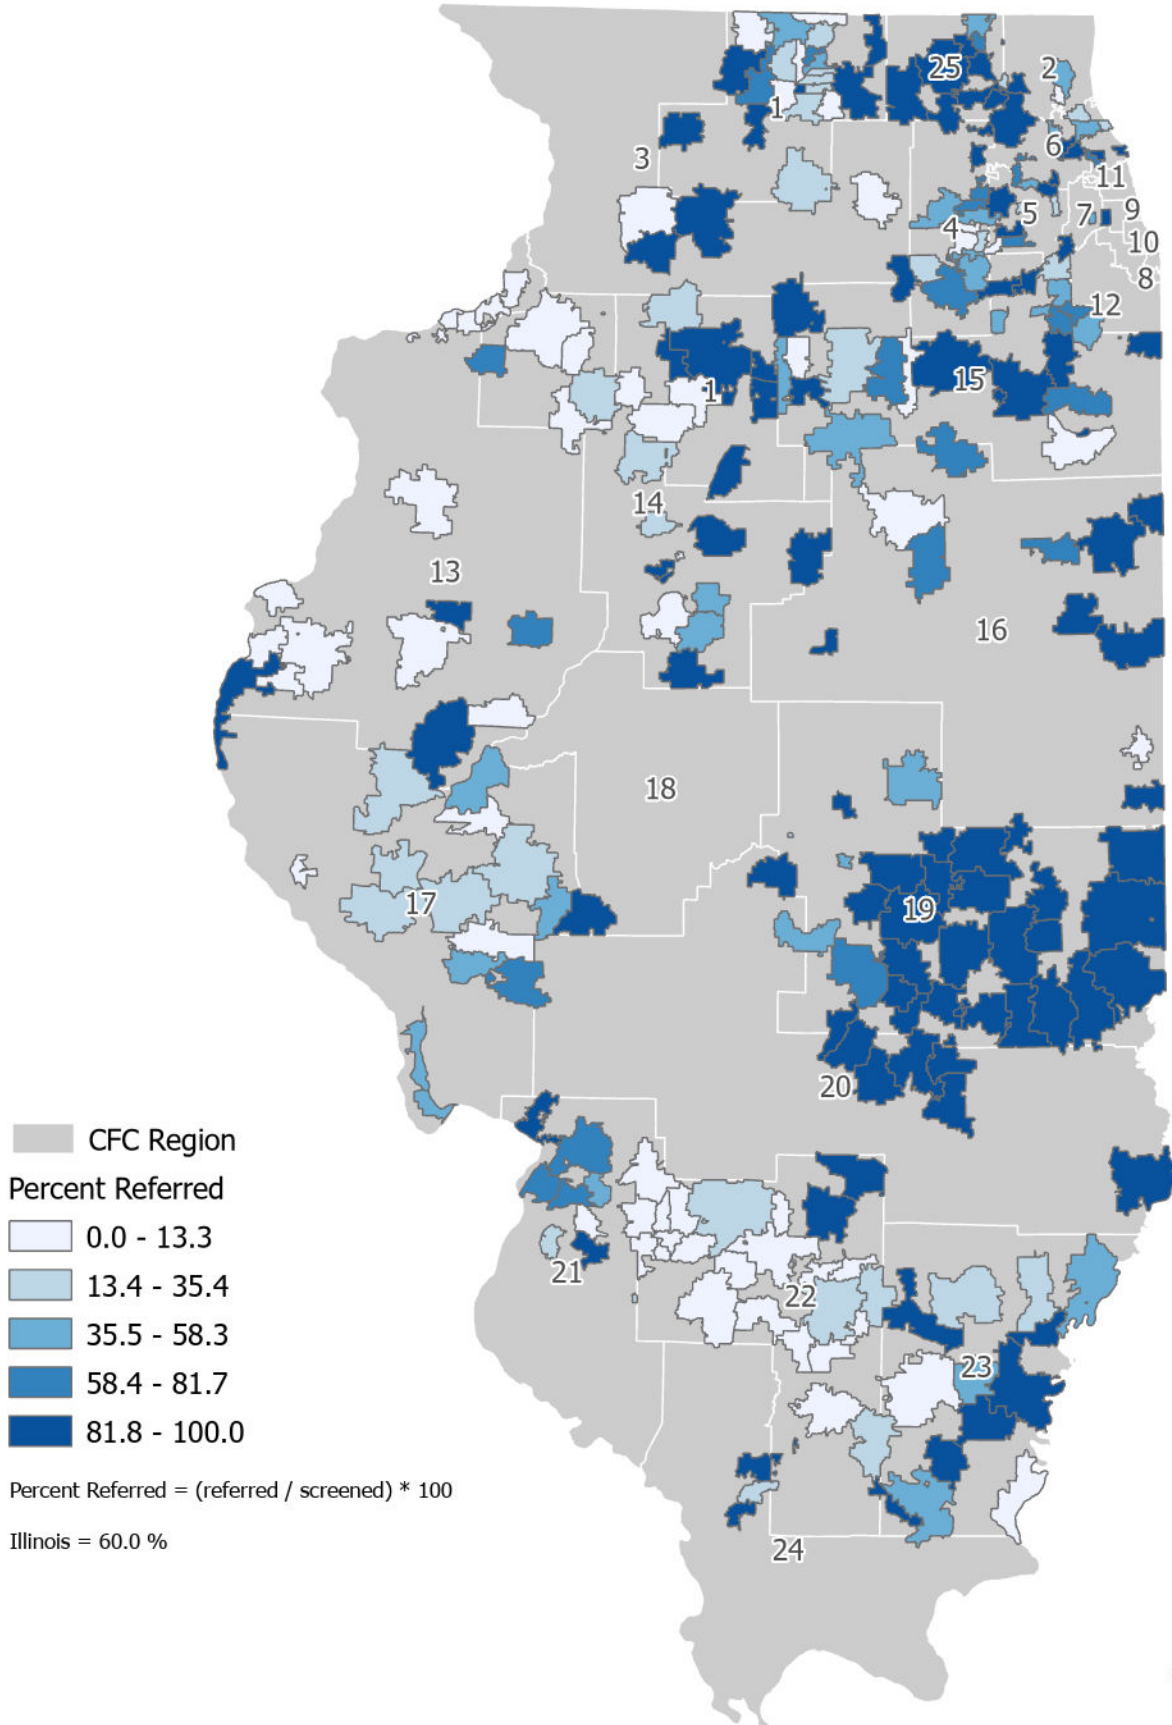 25
2
1
6
3
11
5
7
9
4
10
8
12
15
1
14
13
16
18
17
19
20
CFC Region
Percent Referred
0.0 - 13.3
13.4 - 35.4
35.5 - 58.3
58.4 - 81.7
81.8 - 100.0
21
22
23
Percent Referred = (referred / screened) * 100
Illinois = 60.0 %
24